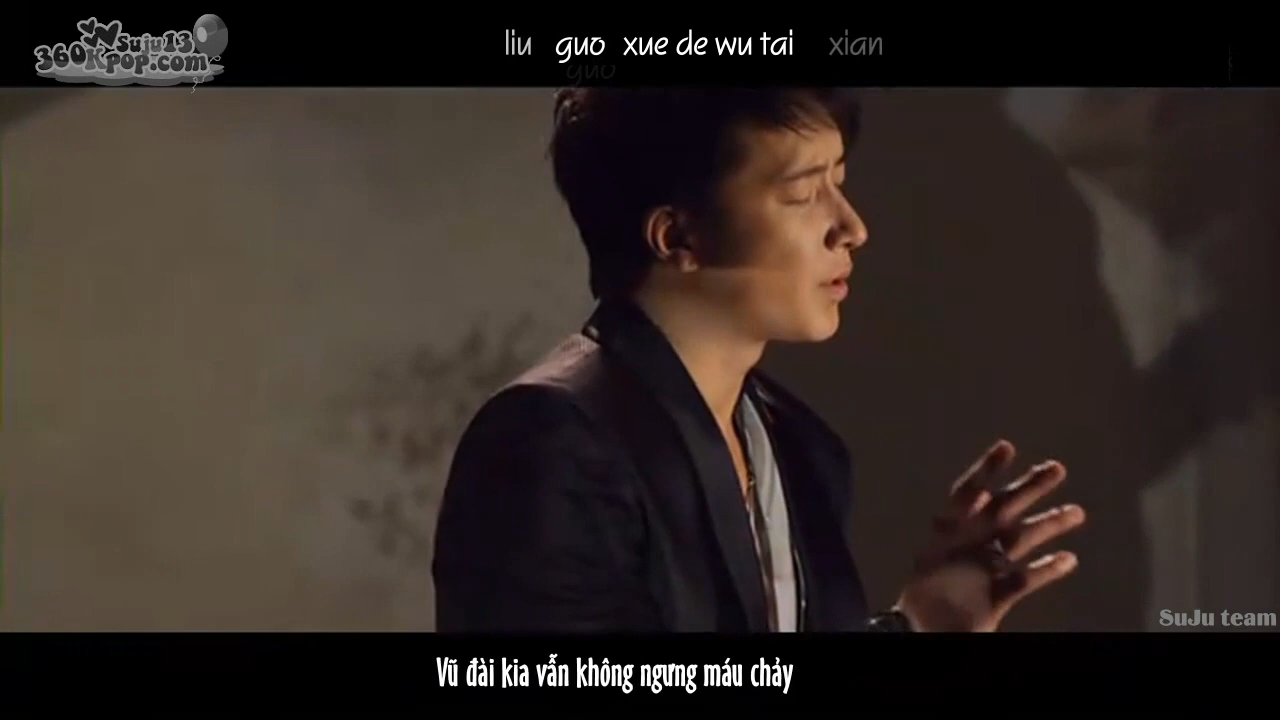 Suju13
360Kpop.com
liu guo xue de wu tai xian
guo
SuJu team
Vũ đài kia vẫn không ngưng máu chảy